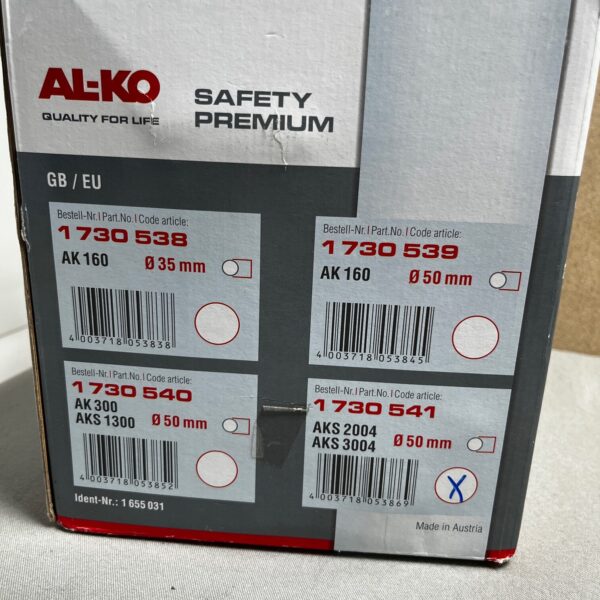 AL-KO
QUALITY FOR LIFE
SAFETY
PREMIUM
GB / EU
Bestell-Nr. I Part.No. I Code article:
1 730 538
AK 160 Ø 35 mm
4 003718 053838
Bestell-Nr. I Part.No. I Code article:
1 730 539
AK 160 Ø 50 mm
4 003718 053845
Bestell-Nr. I Part.No. I Code article:
1 730 540
AK 300
AKS 1300 Ø 50 mm
4 003718 053852
Bestell-Nr. I Part.No. I Code article:
1 730 541
AKS 2004
AKS 3004 Ø 50 mm
4 003718 053869
X
Ident-Nr.: 1 655 031
Made in Austria